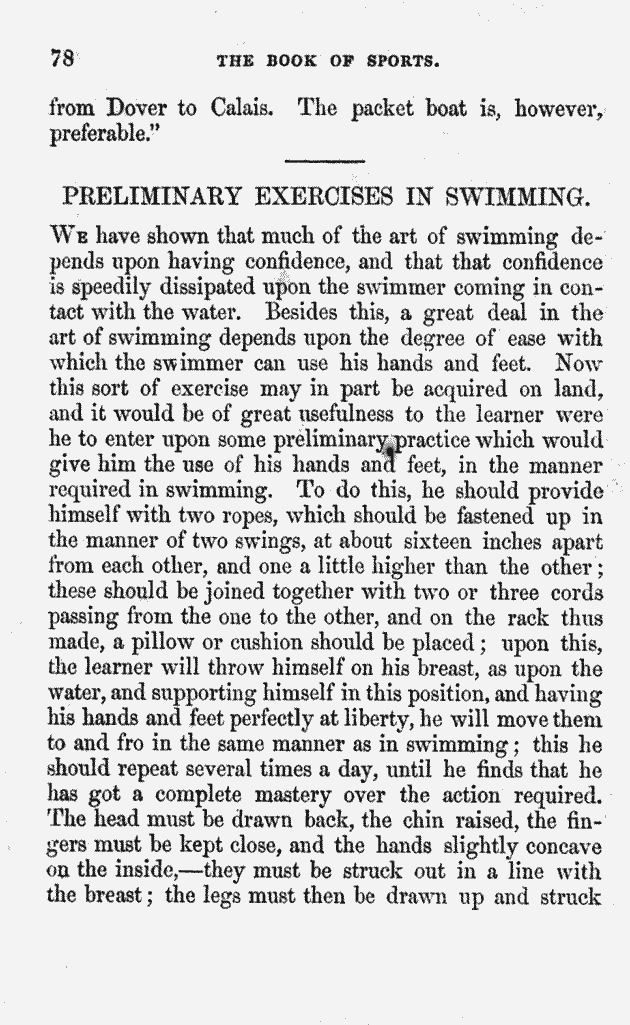 78 THE BOOK OF SPORTS.
from Dover to Calais. The packet boat is, however,
preferable.”
PRELIMINARY EXERCISES IN SWIMMING.
WE have shown that much of the art of swimming de-
pends upon having confidence, and that that confidence
is speedily dissipated upon the swimmer coming in con-
tact with the water. Besides this, a great deal in the
art of swimming depends upon the degree of ease with
which the swimmer can use his hands and feet. Now
this sort of exercise may in part be acquired on land,
and it would be of great usefulness to the learner were
he to enter upon some preliminary practice which would
give him the use of his hands and feet, in the manner
required in swimming. To do this, he should provide
himself with two ropes, which should be fastened up in
the manner of two swings, at about sixteen inches apart
from each other, and one a little higher than the other;
these should be joined together with two or three cords
passing from the one to the other, and on the rack thus
made, a pillow or cushion should be placed; upon this,
the learner will throw himself on his breast, as upon the
water, and supporting himself in this position, and having
his hands and feet perfectly at liberty, he will move them
to and fro in the same manner as in swimming; this he
should repeat several times a day, until he finds that he
has got a complete mastery over the action required.
The head must be drawn back, the chin raised, the fin-
gers must be kept close, and the hands slightly concave
on the inside,—they must be struck out in a line with
the breast; the legs must then be drawn up and struck